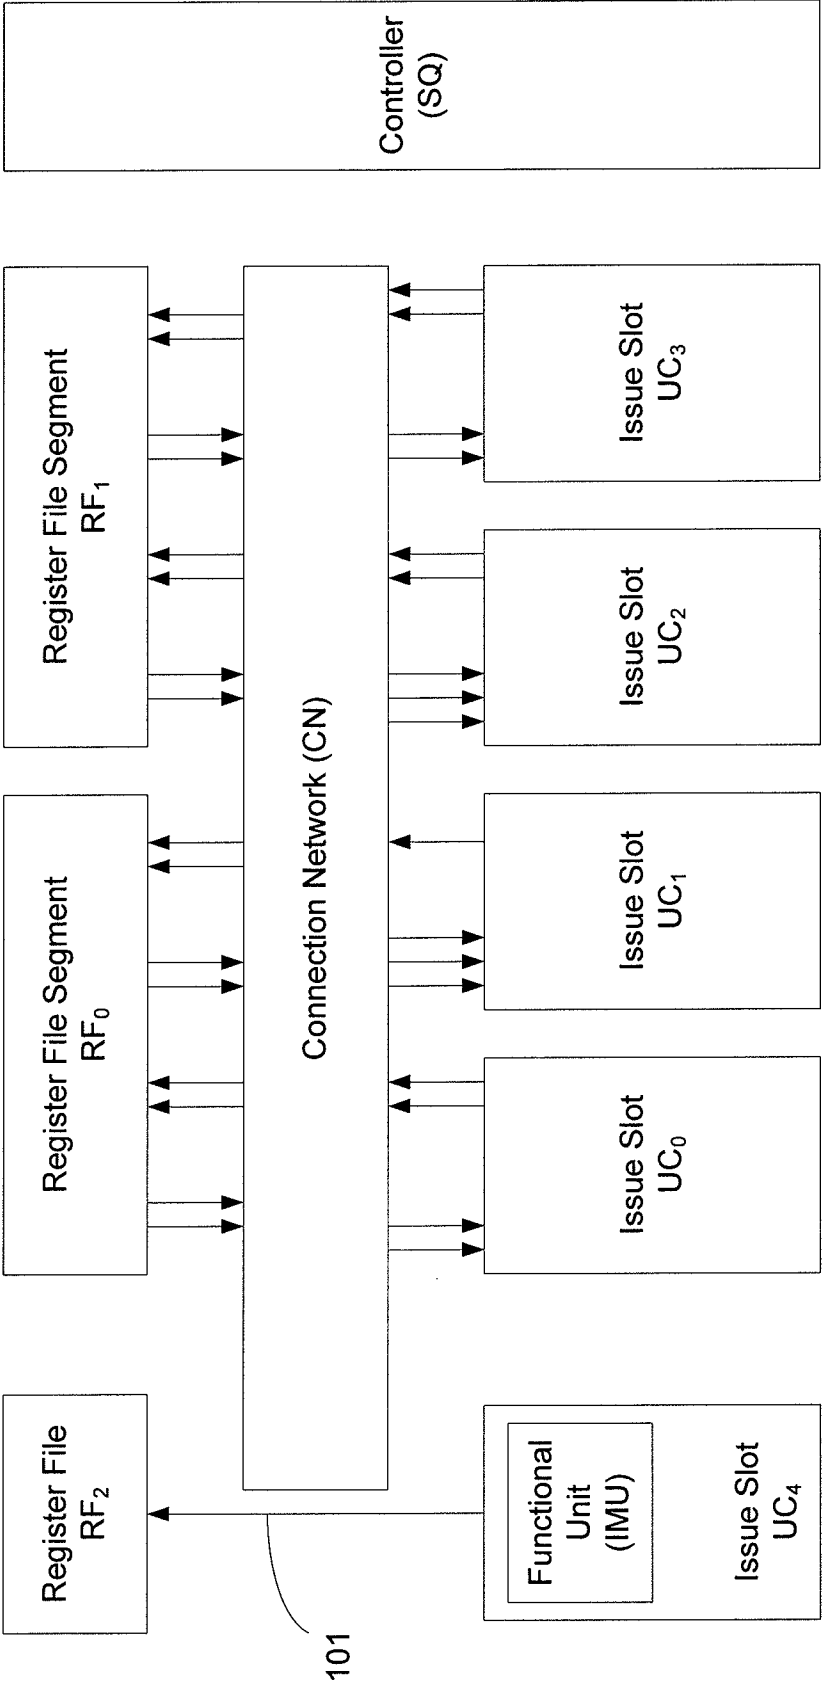 Controller
(SQ)
Register File Segment
RF1
Register File Segment
RF0
Register File
RF2
Connection Network (CN)
Issue Slot
UC3
Issue Slot
UC2
Issue Slot
UC1
Issue Slot
UC0
Functional
Unit
(IMU)
Issue Slot
UC4
101